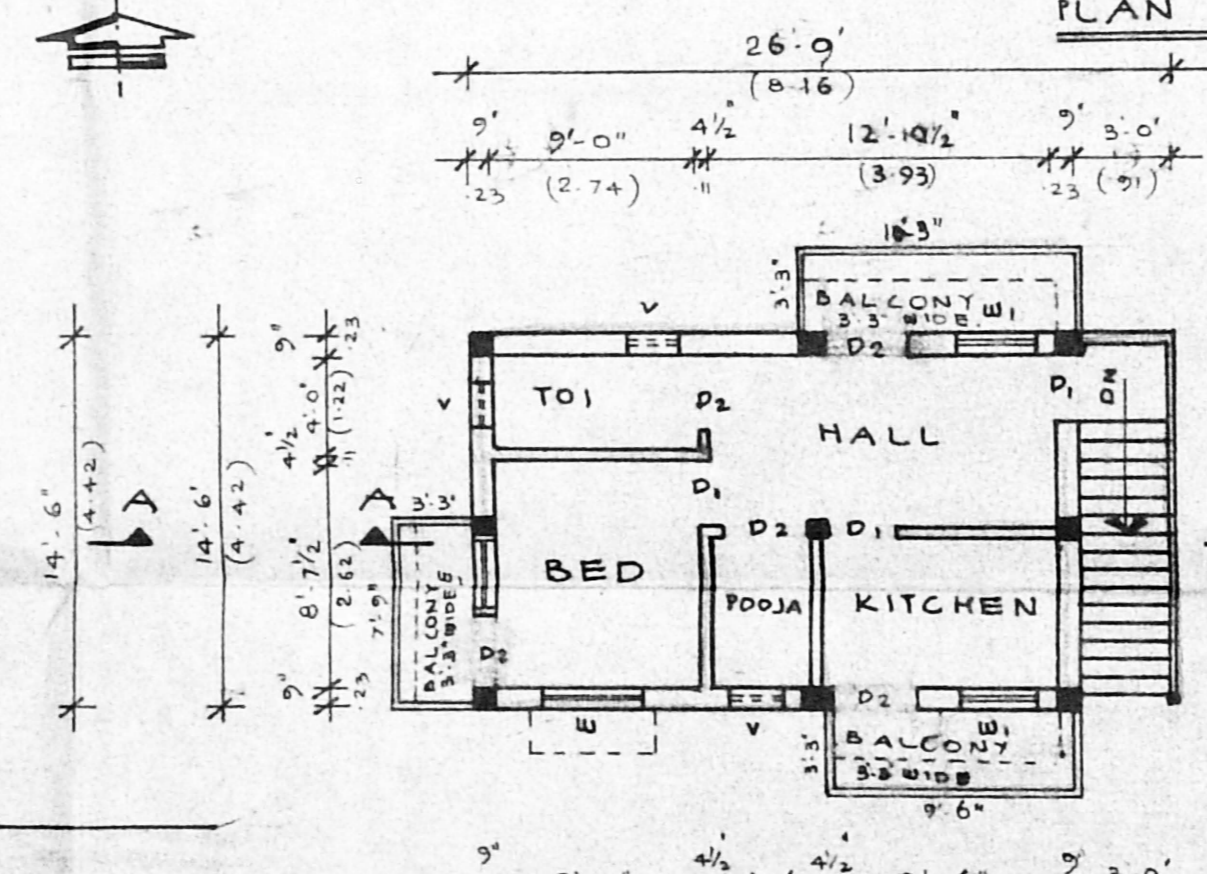 PLAN
26'-9'
(8.16)
9' 9'-0" 4½" 12'-10½" 9' 3'-0'
.23 (2.74) 11 (3.93) .23 (.91)
3'-3"
BALCONY W1
3'3' WIDE
V
D2
9" .23
TOI
V
D2
HALL
D1
DN
4'-0'
(1.22)
4½ 11
D1
14'-6"
(4.42)
A
14'-6'
(4.42)
A
3'-3"
D2
D1
8'-7½"
(2.62)
7'-9"
BALCONY
3'3" WIDE
BED
POOJA
KITCHEN
9" .23
D2
W
V
3'-3'
BALCONY
3'3 WIDE
9'-6"
9" 4½ 4½ 9'